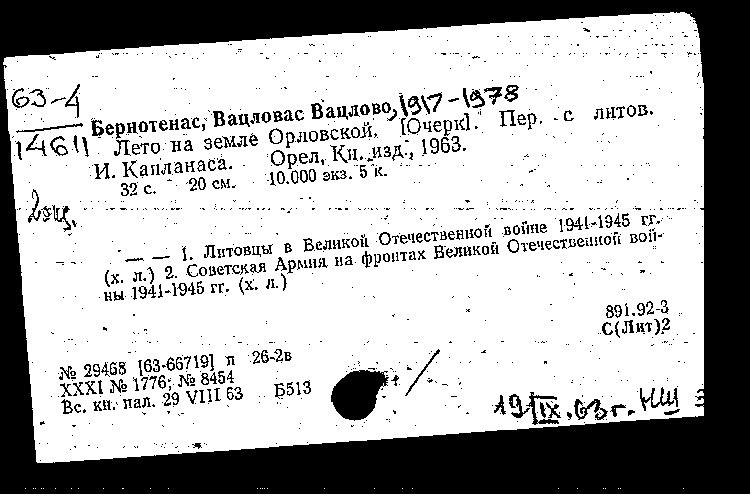 63-4
14611
Бернотенас, Вацловас Вацлово, 1917-1978
Лето на земле Орловской. [Очерк]. Пер. с литов.
И. Капланаса. Орел, Кн. изд., 1963.
32 с. 20 см. 10.000 экз. 5 к.
2 экз.
— — 1. Литовцы в Великой Отечественной войне 1941-1945 гг.
(х. л.) 2. Советская Армия на фронтах Великой Отечественной вой-
ны 1941-1945 гг. (х. л.)
891.92-3
С(Лит)2
№ 29468 [63-66719] п 26-2в
XXXI № 1776; № 8454
Вс. кн. пал. 29 VIII 63 Б513
19/IX.63г.